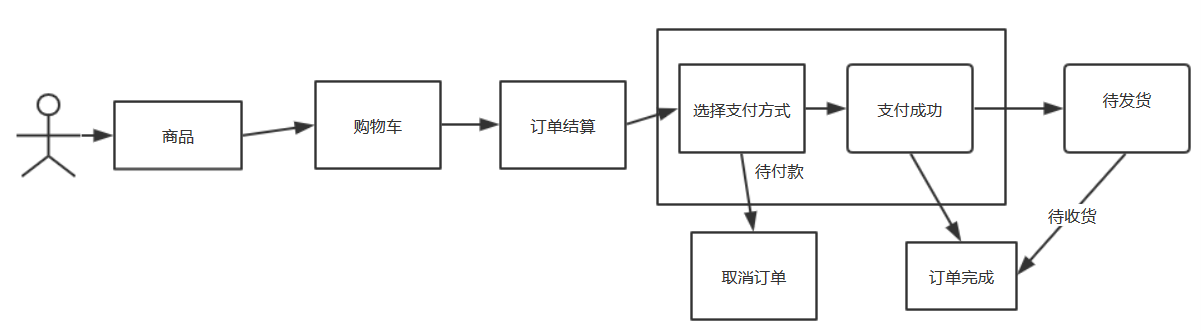 商品
购物车
订单结算
选择支付方式
支付成功
待发货
待付款
待收货
取消订单
订单完成